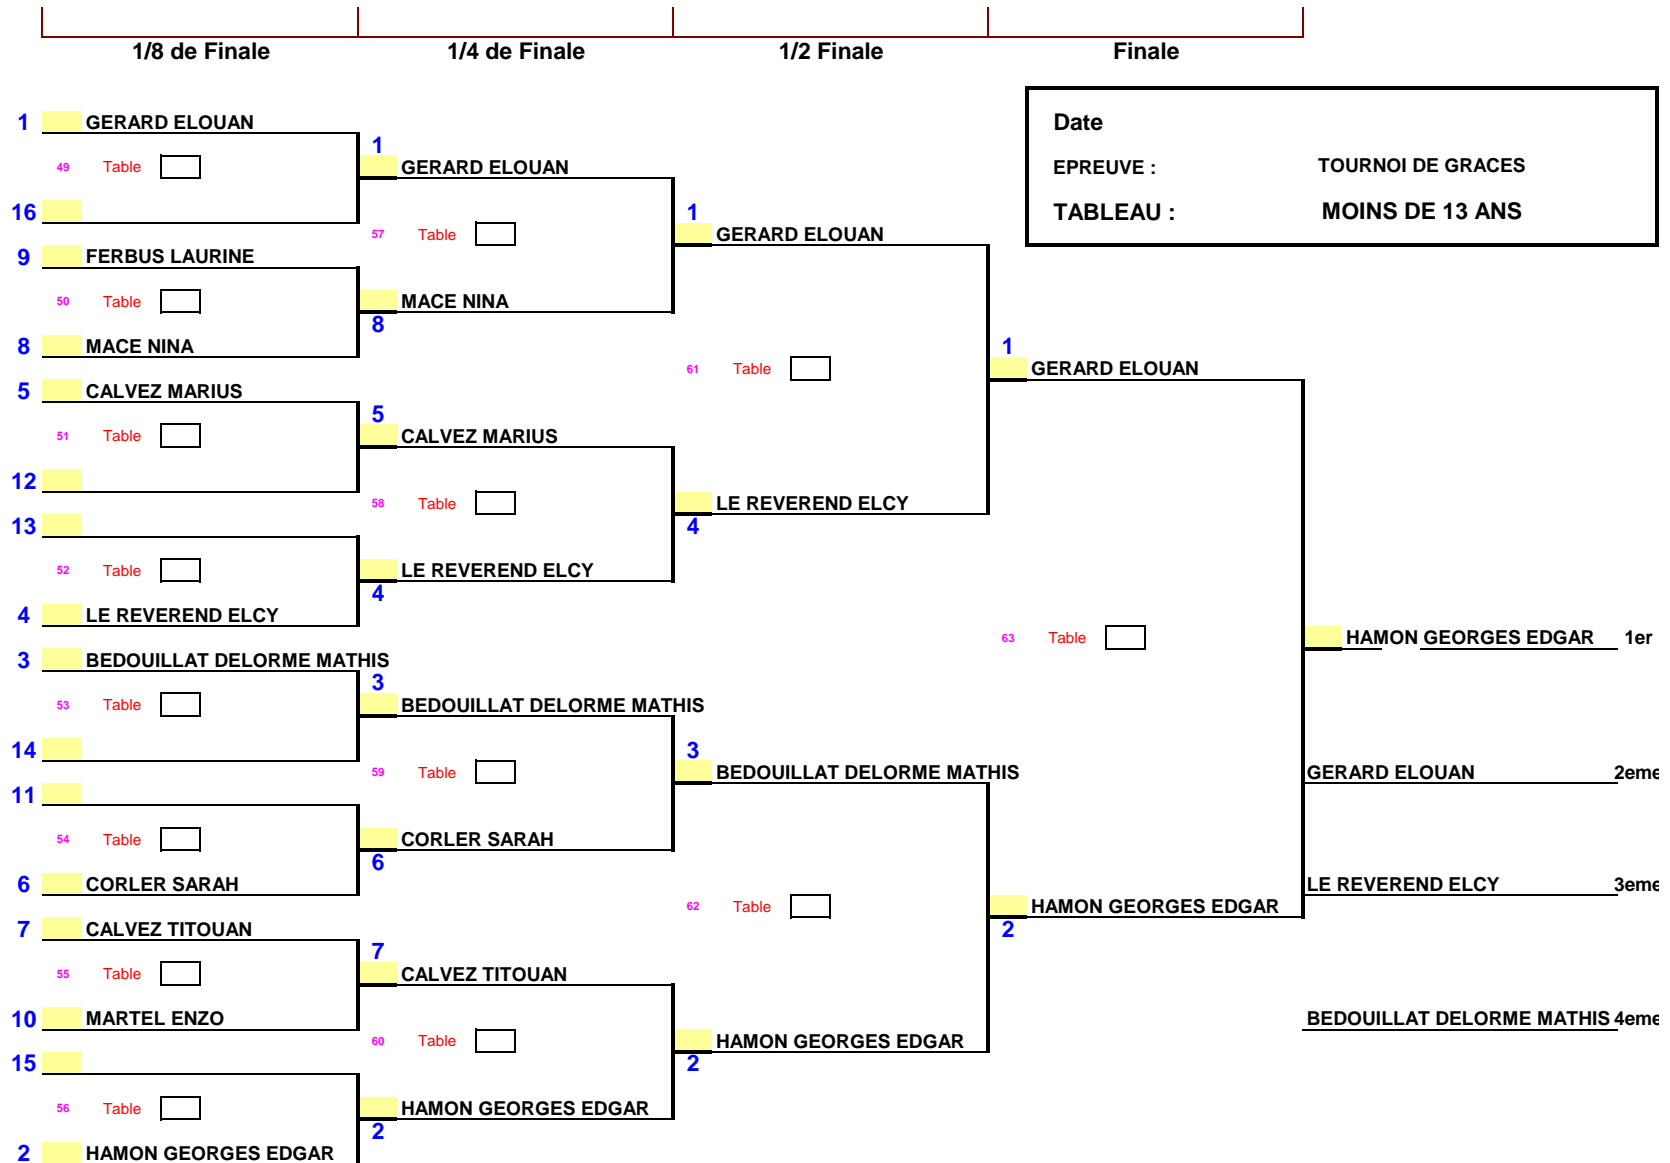 1/8 de Finale 1/4 de Finale 1/2 Finale Finale
Date
EPREUVE : TOURNOI DE GRACES
TABLEAU : MOINS DE 13 ANS
1 GERARD ELOUAN
49 Table
16
9 FERBUS LAURINE
50 Table
8 MACE NINA
5 CALVEZ MARIUS
51 Table
12
13
52 Table
4 LE REVEREND ELCY
3 BEDOUILLAT DELORME MATHIS
53 Table
14
11
54 Table
6 CORLER SARAH
7 CALVEZ TITOUAN
55 Table
10 MARTEL ENZO
15
56 Table
2 HAMON GEORGES EDGAR
1
GERARD ELOUAN
57 Table
MACE NINA
8
5
CALVEZ MARIUS
58 Table
LE REVEREND ELCY
4
3
BEDOUILLAT DELORME MATHIS
59 Table
CORLER SARAH
6
7
CALVEZ TITOUAN
60 Table
HAMON GEORGES EDGAR
2
1
GERARD ELOUAN
61 Table
LE REVEREND ELCY
4
3
BEDOUILLAT DELORME MATHIS
62 Table
HAMON GEORGES EDGAR
2
1
GERARD ELOUAN
63 Table
HAMON GEORGES EDGAR
2
HAMON GEORGES EDGAR 1er
GERARD ELOUAN 2eme
LE REVEREND ELCY 3eme
BEDOUILLAT DELORME MATHIS 4eme